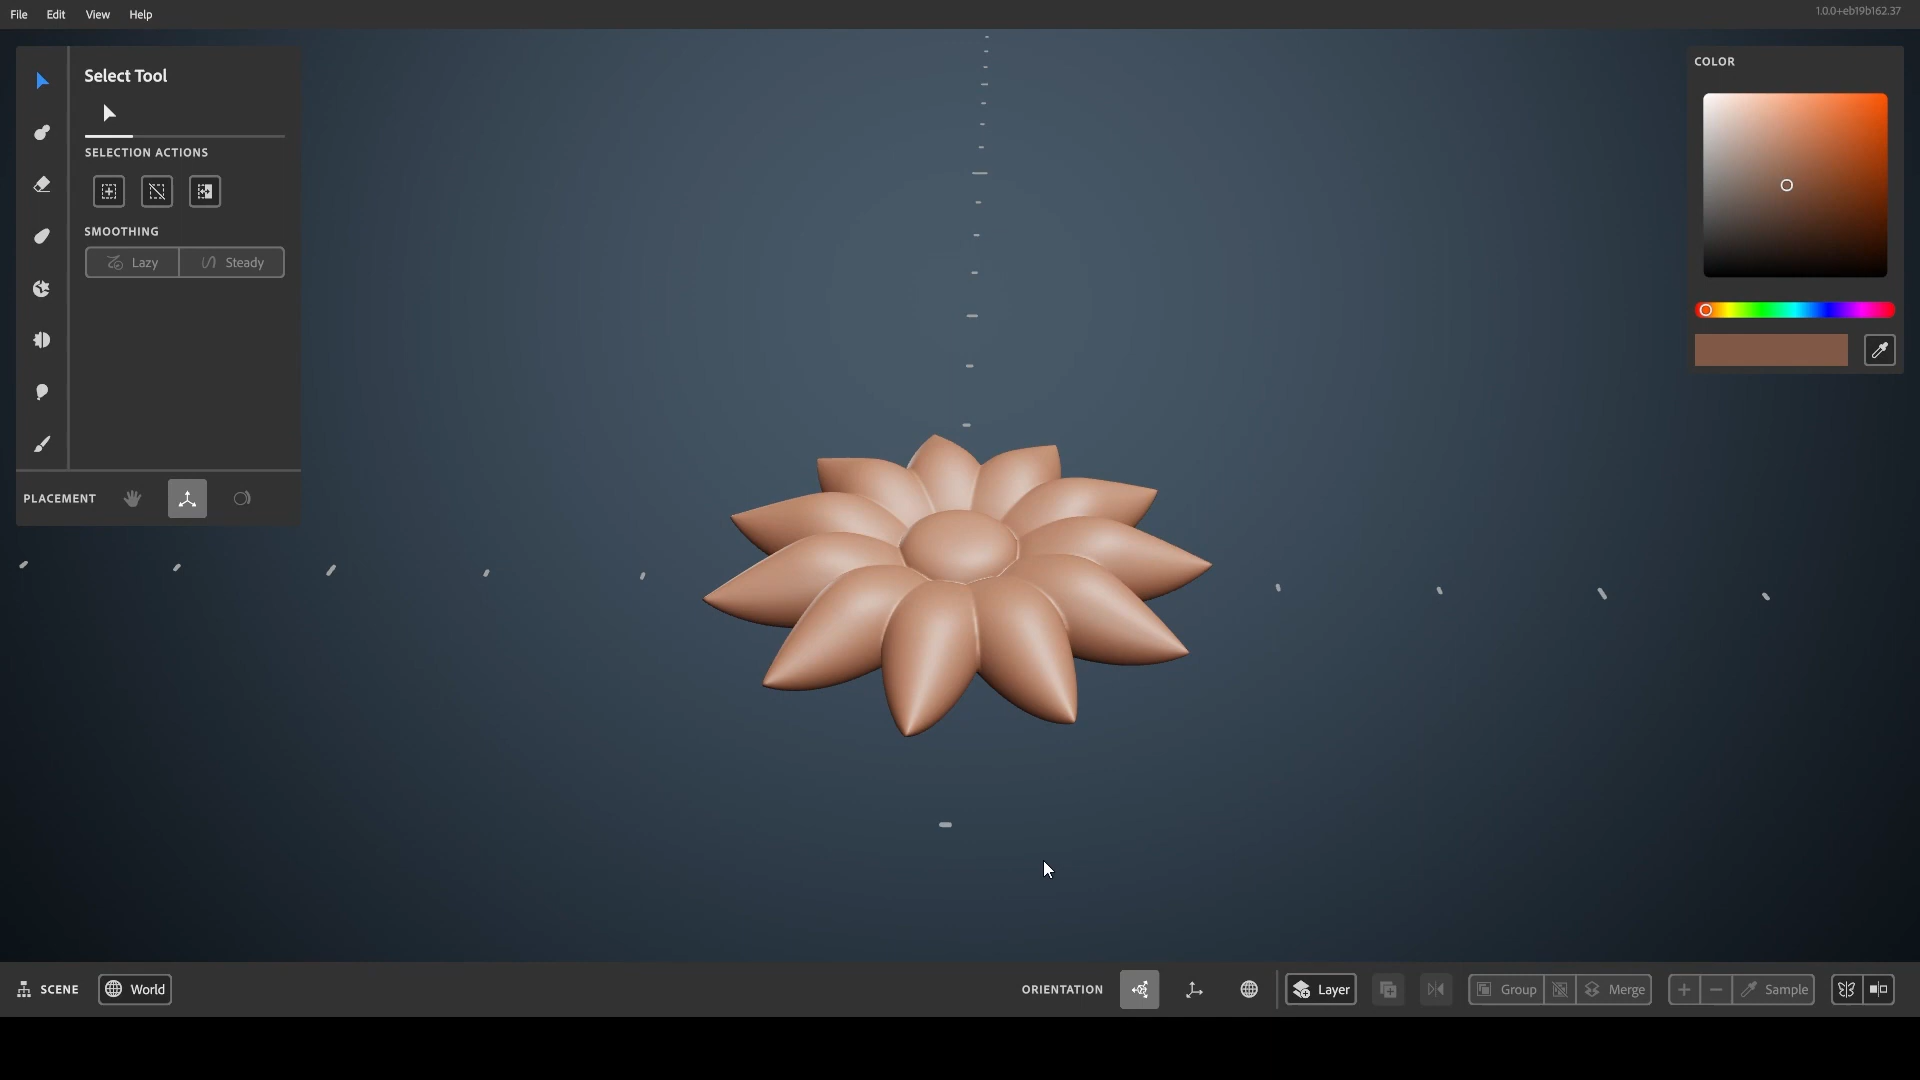 File Edit View Help
1.0.0+eb19b162.37
Select Tool
SELECTION ACTIONS
SMOOTHING
Lazy Steady
PLACEMENT
COLOR
SCENE World ORIENTATION Layer Group Merge Sample